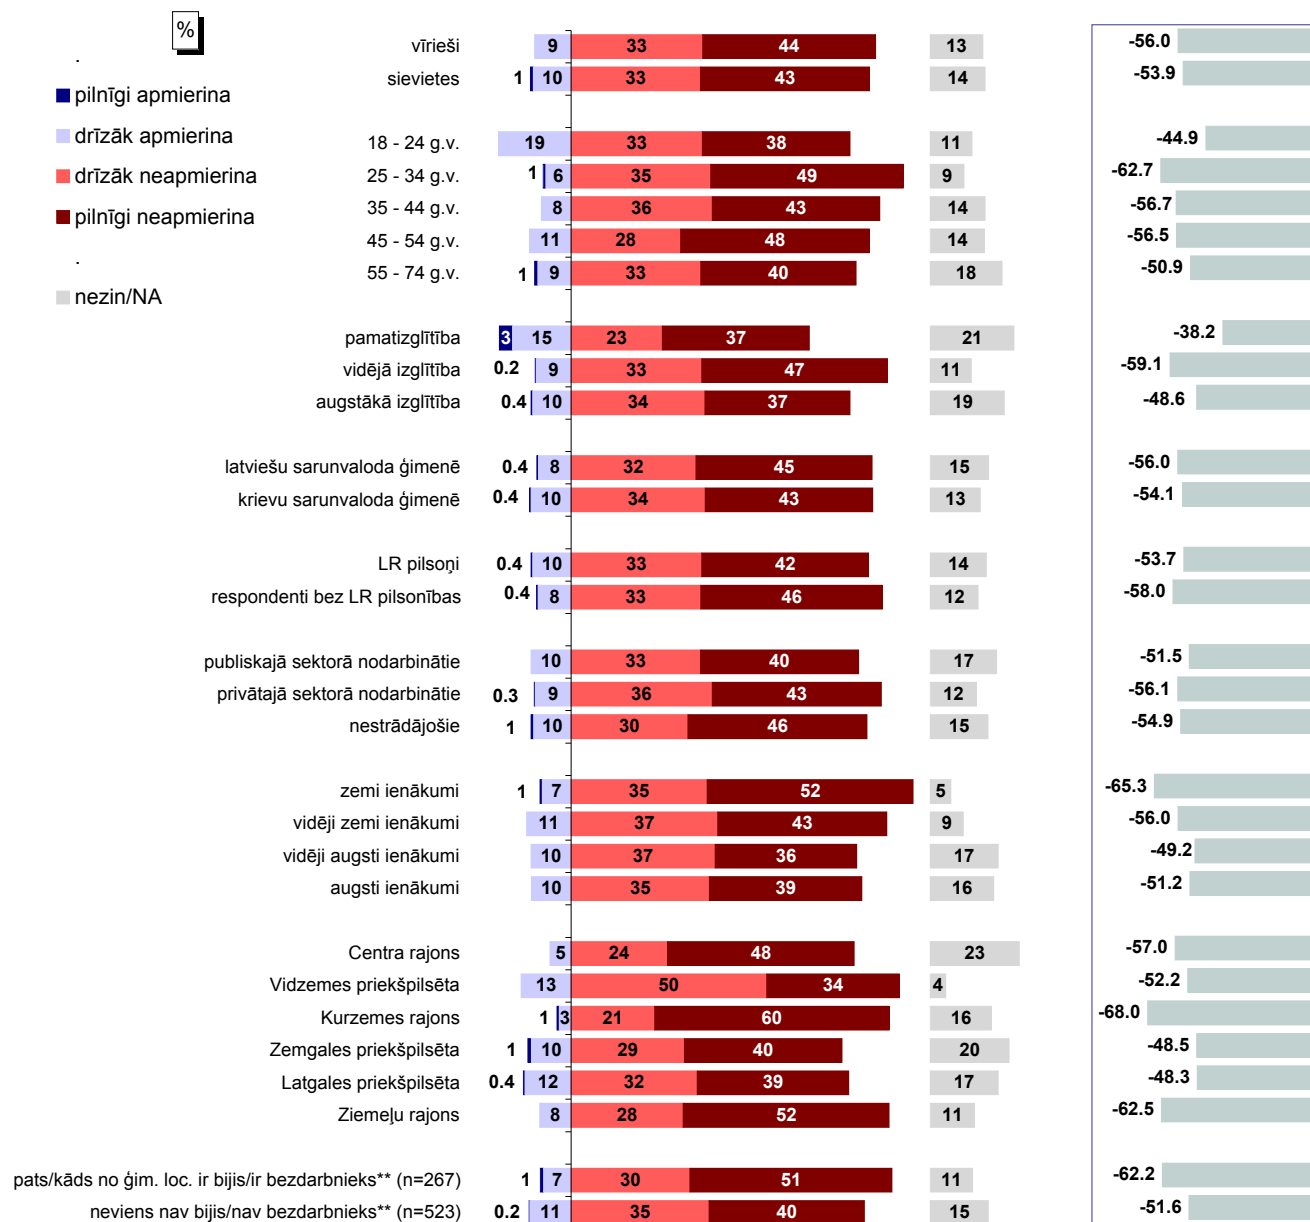 %
.
pilnīgi apmierina
drīzāk apmierina
drīzāk neapmierina
pilnīgi neapmierina
.
nezin/NA
vīrieši 9 33 44 13 -56.0
sievietes 1 10 33 43 14 -53.9
18 - 24 g.v. 19 33 38 11 -44.9
25 - 34 g.v. 1 6 35 49 9 -62.7
35 - 44 g.v. 8 36 43 14 -56.7
45 - 54 g.v. 11 28 48 14 -56.5
55 - 74 g.v. 1 9 33 40 18 -50.9
pamatizglītība 3 15 23 37 21 -38.2
vidējā izglītība 0.2 9 33 47 11 -59.1
augstākā izglītība 0.4 10 34 37 19 -48.6
latviešu sarunvaloda ģimenē 0.4 8 32 45 15 -56.0
krievu sarunvaloda ģimenē 0.4 10 34 43 13 -54.1
LR pilsoņi 0.4 10 33 42 14 -53.7
respondenti bez LR pilsonības 0.4 8 33 46 12 -58.0
publiskajā sektorā nodarbinātie 10 33 40 17 -51.5
privātajā sektorā nodarbinātie 0.3 9 36 43 12 -56.1
nestrādājošie 1 10 30 46 15 -54.9
zemi ienākumi 1 7 35 52 5 -65.3
vidēji zemi ienākumi 11 37 43 9 -56.0
vidēji augsti ienākumi 10 37 36 17 -49.2
augsti ienākumi 10 35 39 16 -51.2
Centra rajons 5 24 48 23 -57.0
Vidzemes priekšpilsēta 13 50 34 4 -52.2
Kurzemes rajons 1 3 21 60 16 -68.0
Zemgales priekšpilsēta 1 10 29 40 20 -48.5
Latgales priekšpilsēta 0.4 12 32 39 17 -48.3
Ziemeļu rajons 8 28 52 11 -62.5
pats/kāds no ģim. loc. ir bijis/ir bezdarbnieks** (n=267) 1 7 30 51 11 -62.2
neviens nav bijis/nav bezdarbnieks** (n=523) 0.2 11 35 40 15 -51.6